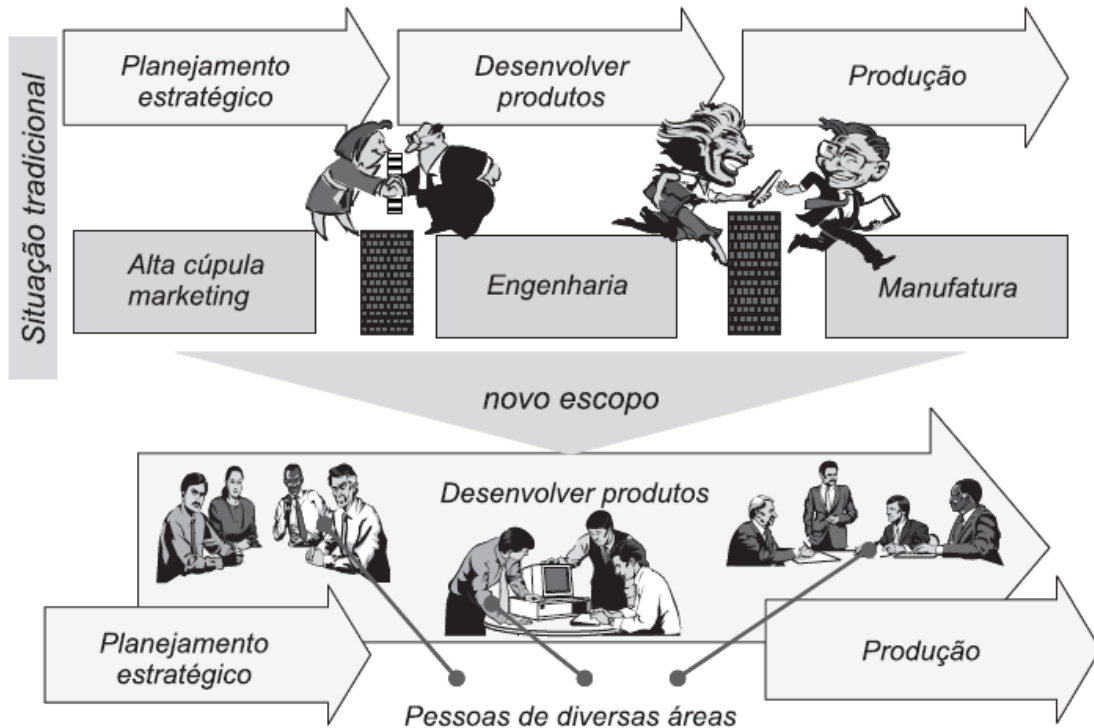 Situação tradicional
Planejamento
estratégico
Desenvolver
produtos
Produção
Alta cúpula
marketing
Engenharia
Manufatura
novo escopo
Desenvolver produtos
Planejamento
estratégico
Produção
Pessoas de diversas áreas